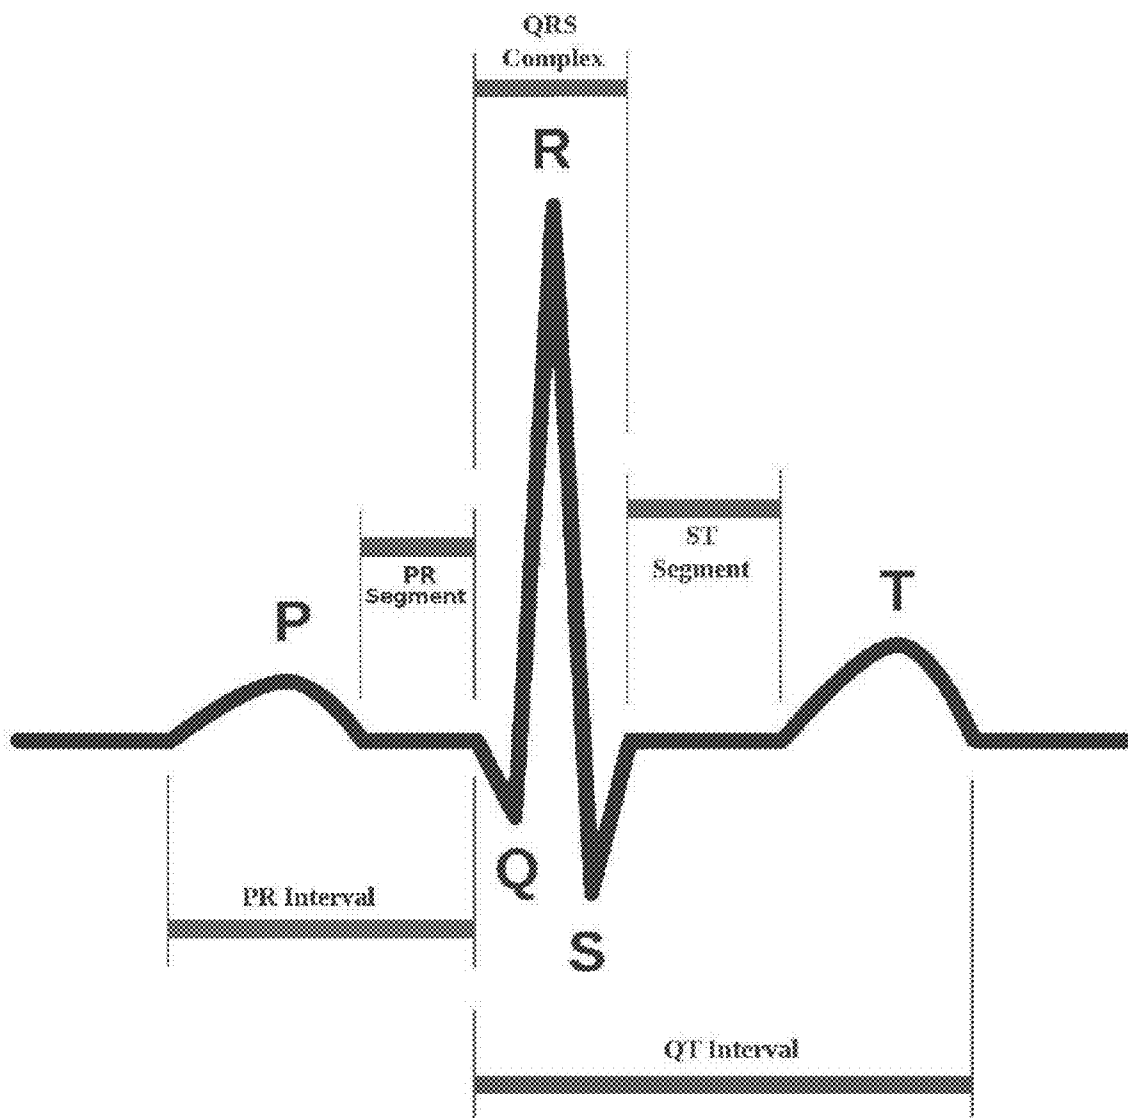 QRS
Complex
R
PR
Segment
ST
Segment
P
T
Q
PR Interval
S
QT Interval